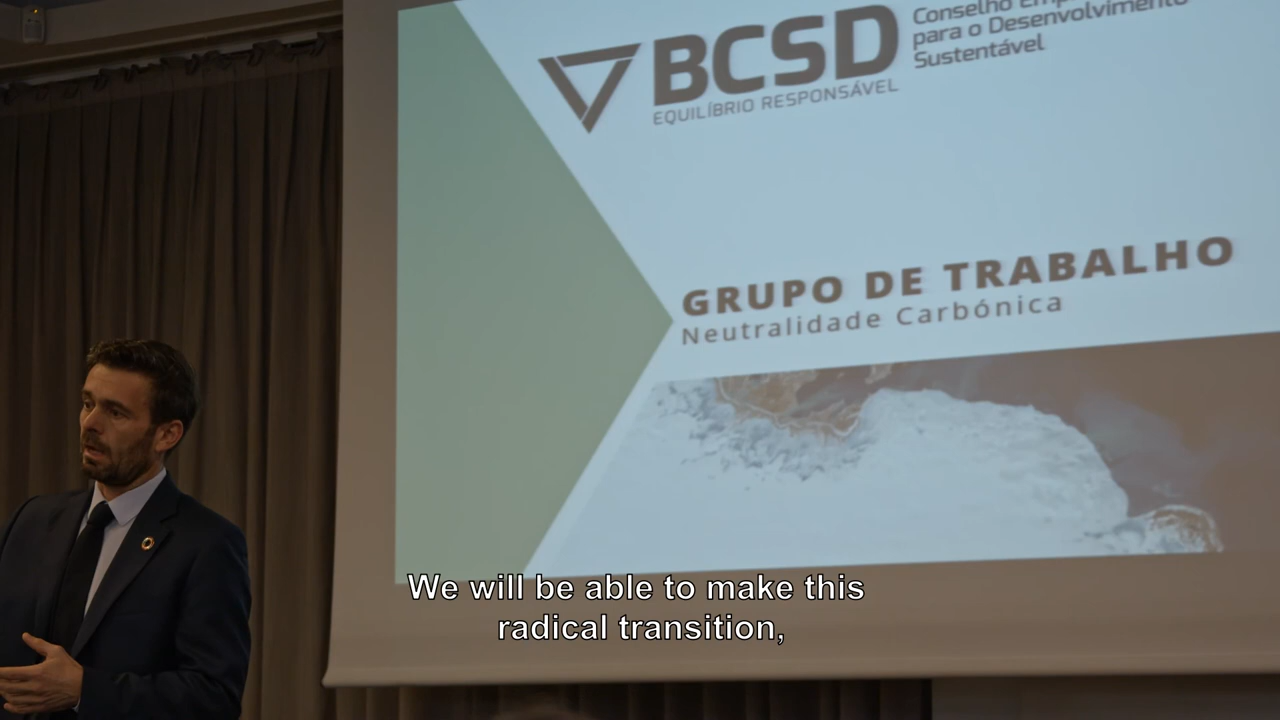 BCSD
EQUILÍBRIO RESPONSÁVEL
Conselho
para o Desenvolvimento
Sustentável
GRUPO DE TRABALHO
Neutralidade Carbónica
We will be able to make this
radical transition,